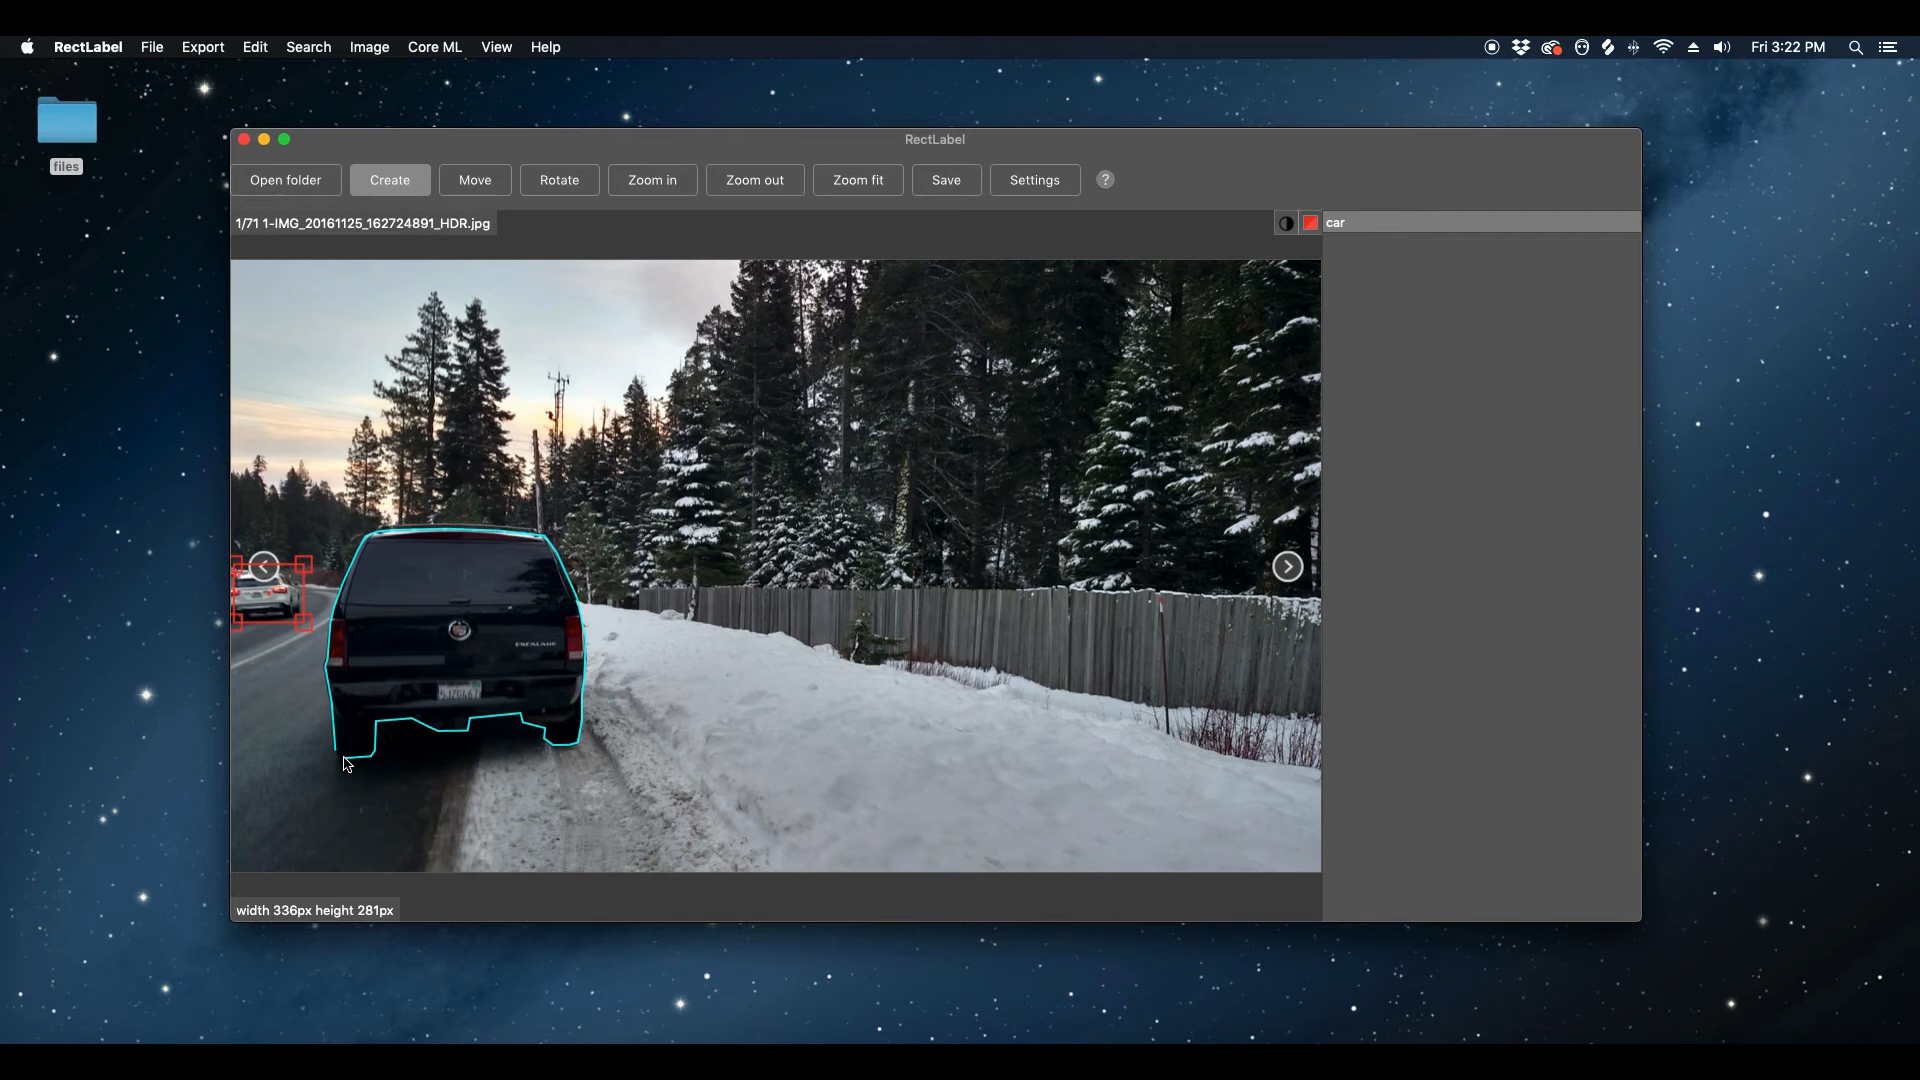 RectLabel File Export Edit Search Image Core ML View Help Fri 3:22 PM
files
RectLabel
Open folder Create Move Rotate Zoom in Zoom out Zoom fit Save Settings ?
1/71 1-IMG_20161125_162724891_HDR.jpg car
ESCALADE
width 336px height 281px